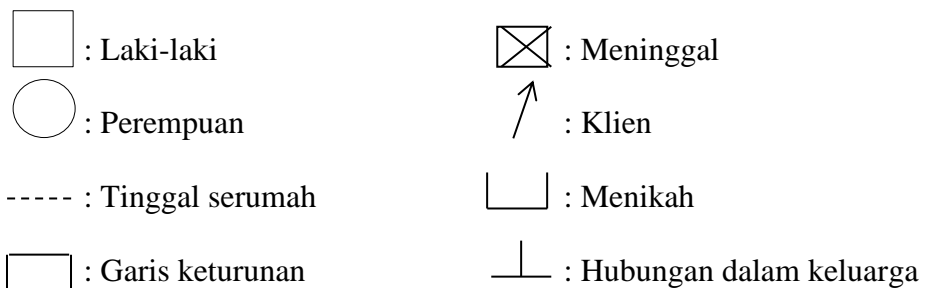 : Laki-laki
: Meninggal
: Perempuan
: Klien
: Tinggal serumah
: Menikah
: Garis keturunan
: Hubungan dalam keluarga